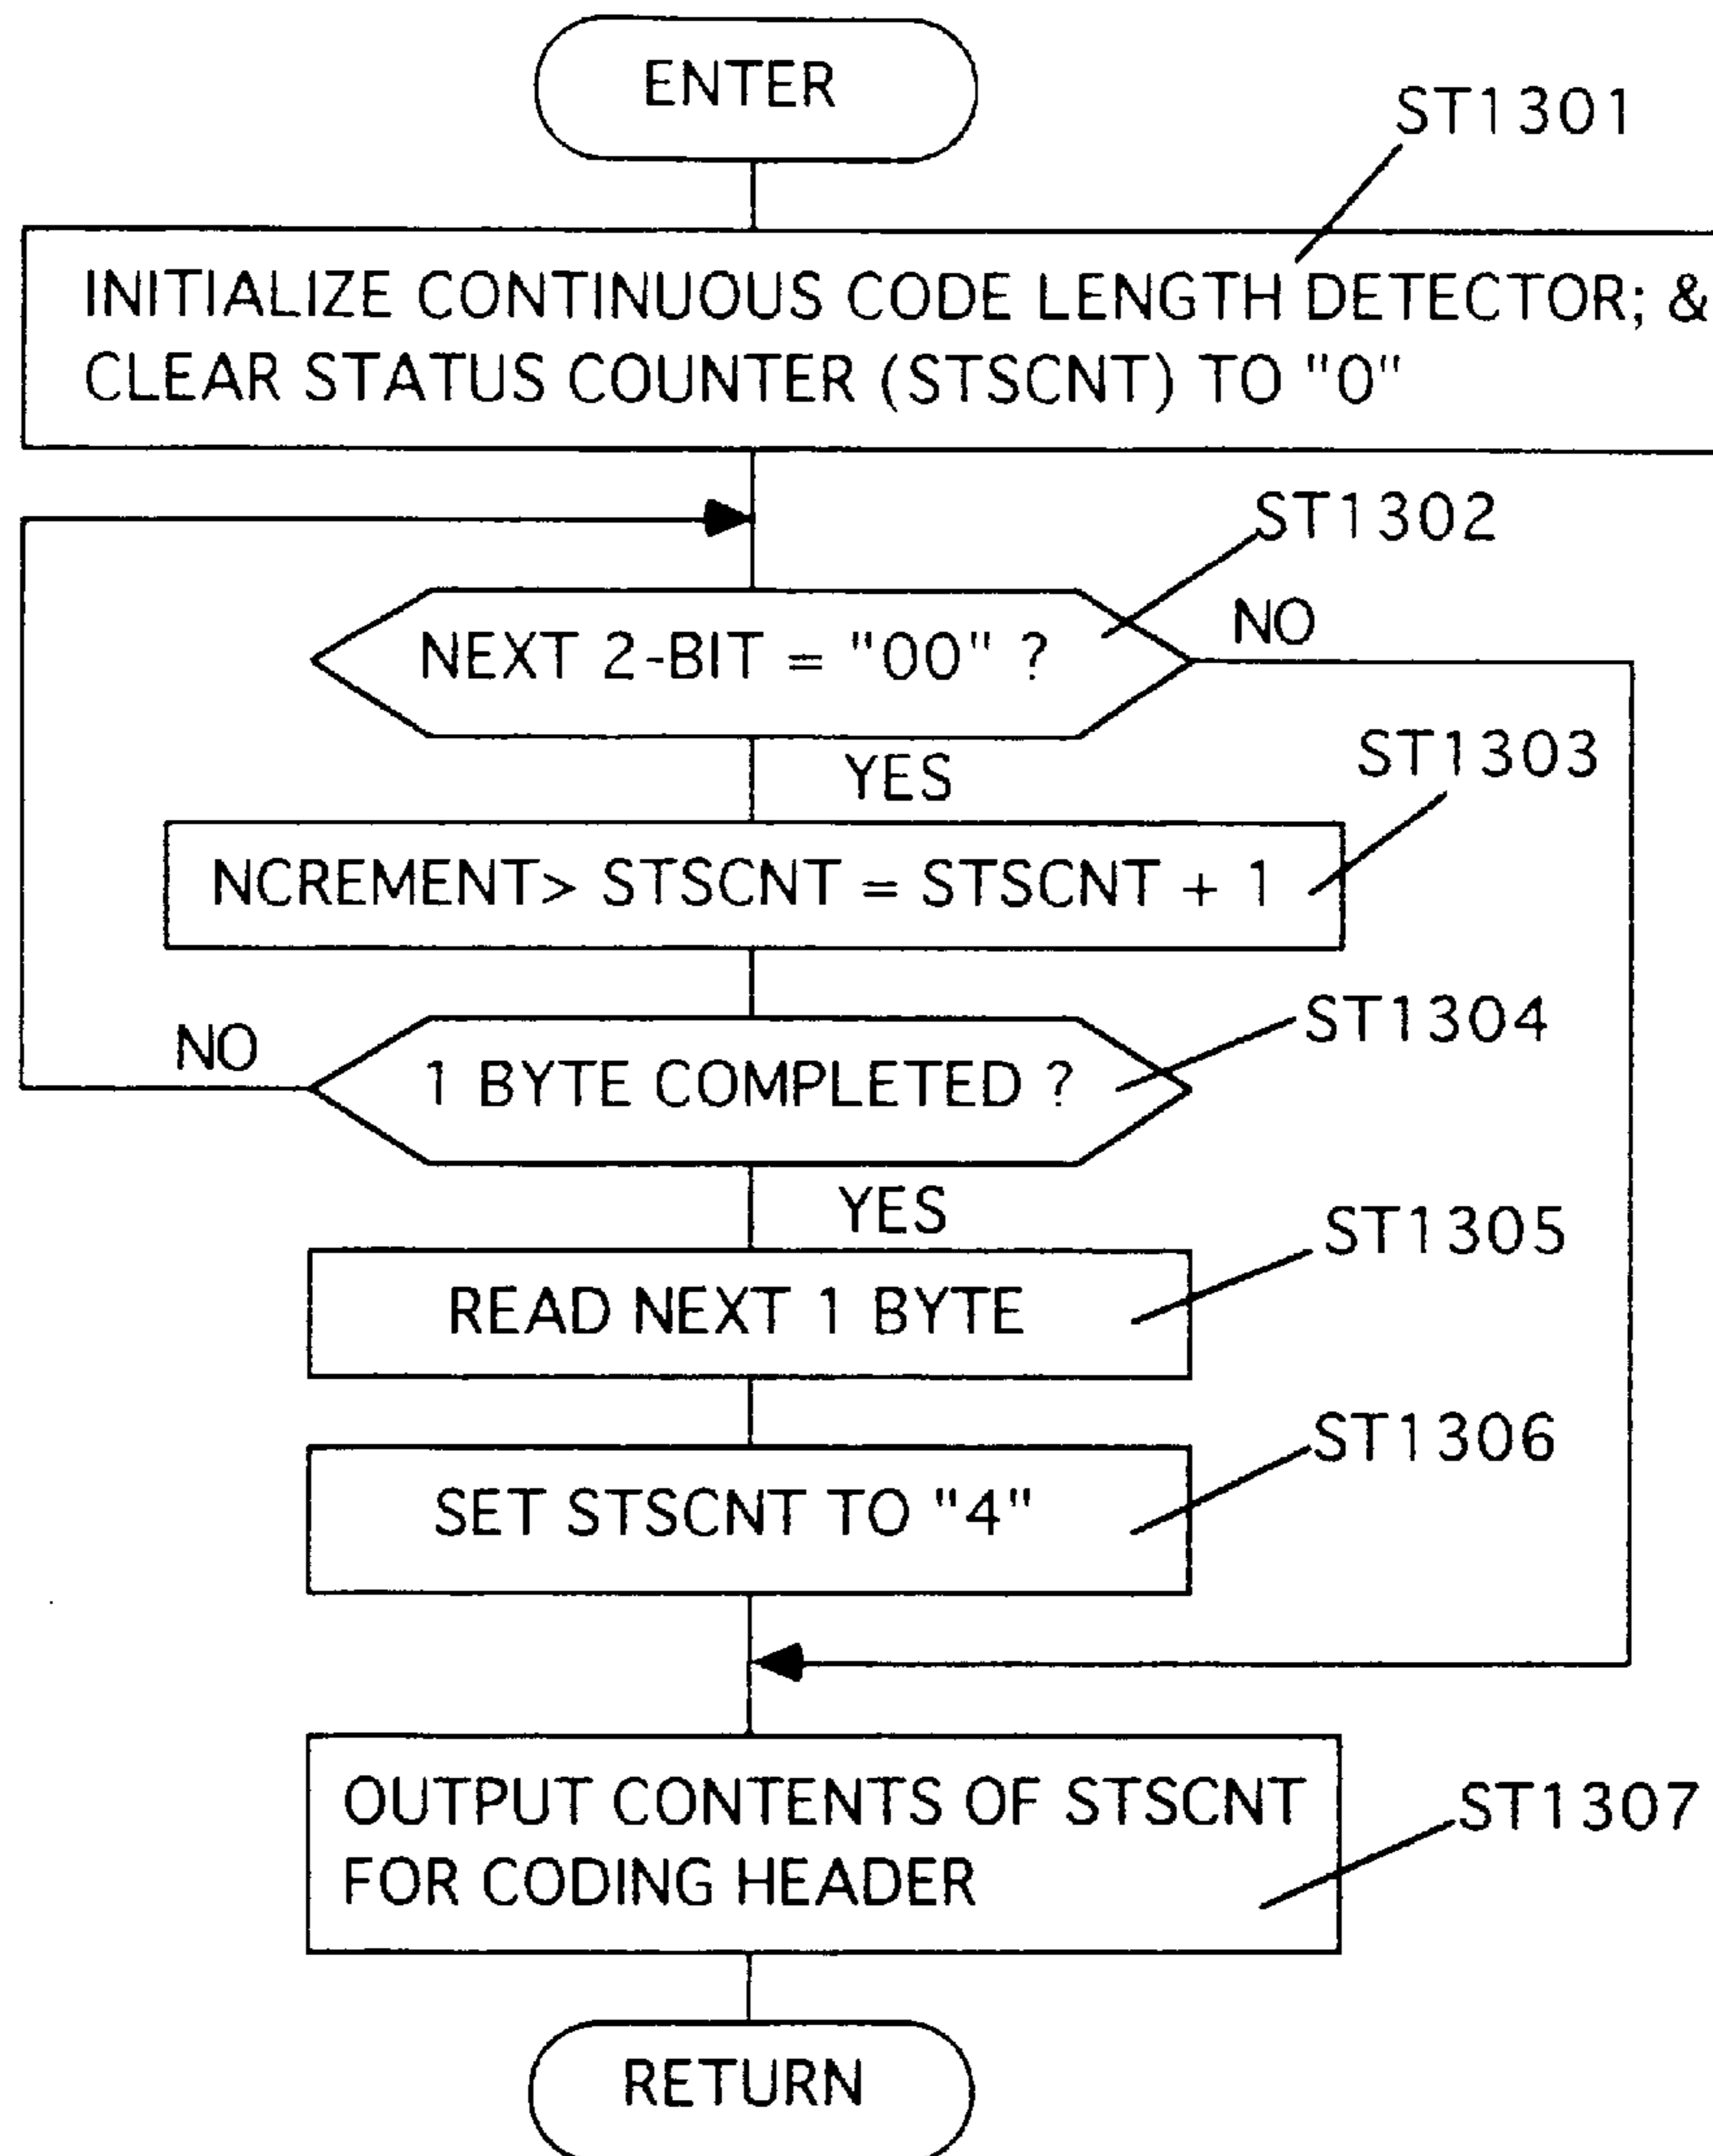 ENTER
ST1301
INITIALIZE CONTINUOUS CODE LENGTH DETECTOR; &
CLEAR STATUS COUNTER (STSCNT) TO "0"
ST1302
NEXT 2-BIT = "00" ?
NO
YES
ST1303
NCREMENT> STSCNT = STSCNT + 1
ST1304
NO
1 BYTE COMPLETED ?
YES
ST1305
READ NEXT 1 BYTE
ST1306
SET STSCNT TO "4"
OUTPUT CONTENTS OF STSCNT
FOR CODING HEADER
ST1307
RETURN